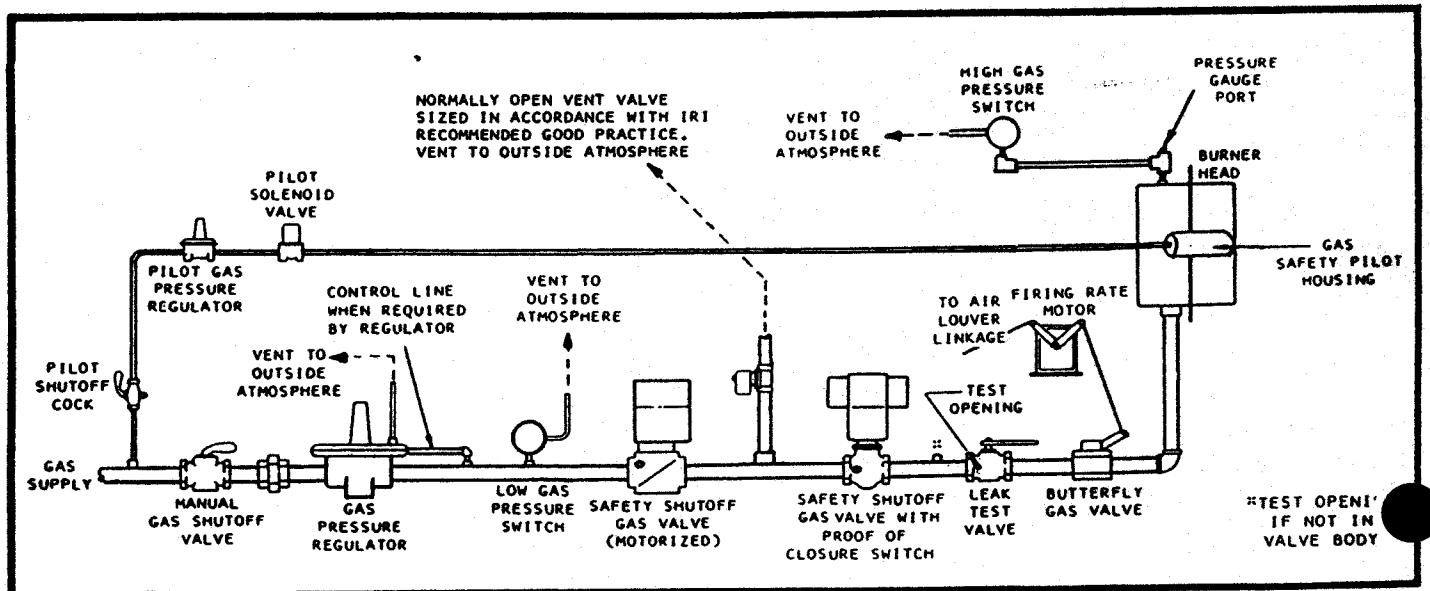 NORMALLY OPEN VENT VALVE
SIZED IN ACCORDANCE WITH IRI
RECOMMENDED GOOD PRACTICE.
VENT TO OUTSIDE ATMOSPHERE
HIGH GAS
PRESSURE
SWITCH
PRESSURE
GAUGE
PORT
VENT TO
OUTSIDE
ATMOSPHERE
BURNER
HEAD
PILOT
SOLENOID
VALVE
PILOT GAS
PRESSURE
REGULATOR
GAS
SAFETY PILOT
HOUSING
CONTROL LINE
WHEN REQUIRED
BY REGULATOR
VENT TO
OUTSIDE
ATMOSPHERE
TO AIR
LOUVER
LINKAGE
FIRING RATE
MOTOR
VENT TO
OUTSIDE
ATMOSPHERE
PILOT
SHUTOFF
COCK
TEST
OPENING
*
GAS
SUPPLY
MANUAL
GAS SHUTOFF
VALVE
GAS
PRESSURE
REGULATOR
LOW GAS
PRESSURE
SWITCH
SAFETY SHUTOFF
GAS VALVE
(MOTORIZED)
SAFETY SHUTOFF
GAS VALVE WITH
PROOF OF
CLOSURE SWITCH
LEAK
TEST
VALVE
BUTTERFLY
GAS VALVE
*TEST OPENI
IF NOT IN
VALVE BODY